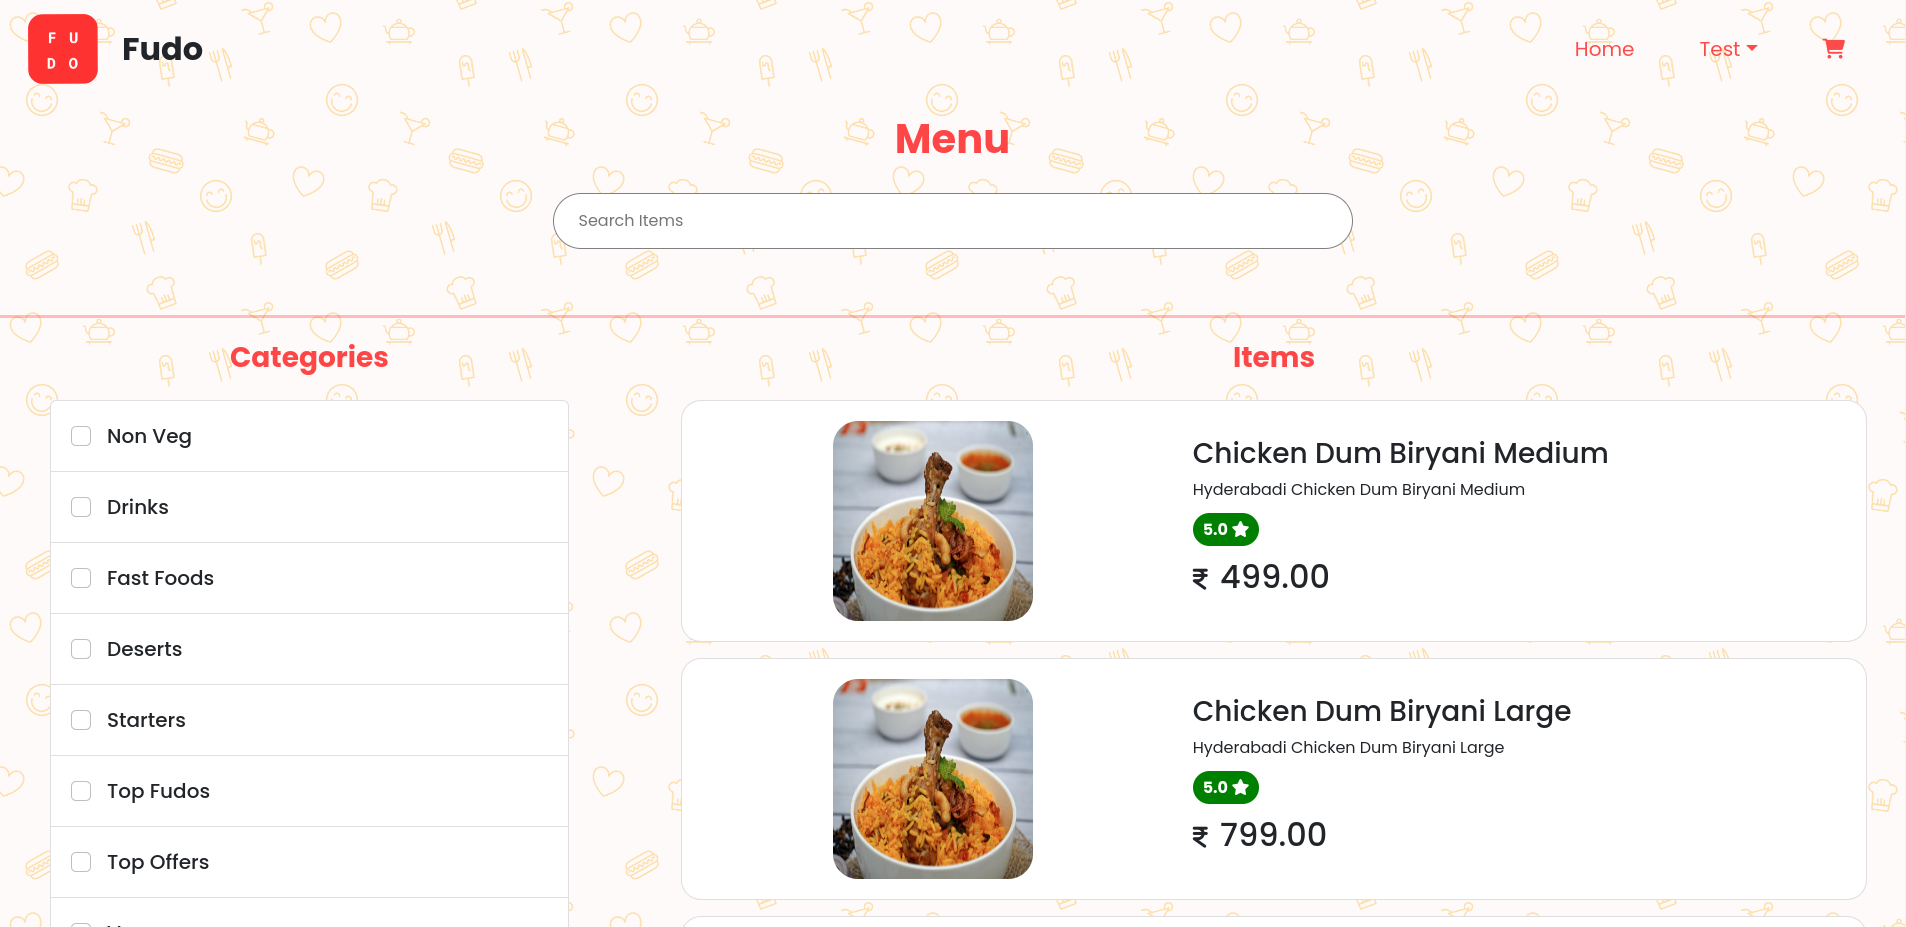 F U
D O
Fudo
Home
Test
Menu
Search Items
Categories
Items
Non Veg
Drinks
Fast Foods
Deserts
Starters
Top Fudos
Top Offers
Chicken Dum Biryani Medium
Hyderabadi Chicken Dum Biryani Medium
5.0
₹ 499.00
Chicken Dum Biryani Large
Hyderabadi Chicken Dum Biryani Large
5.0
₹ 799.00